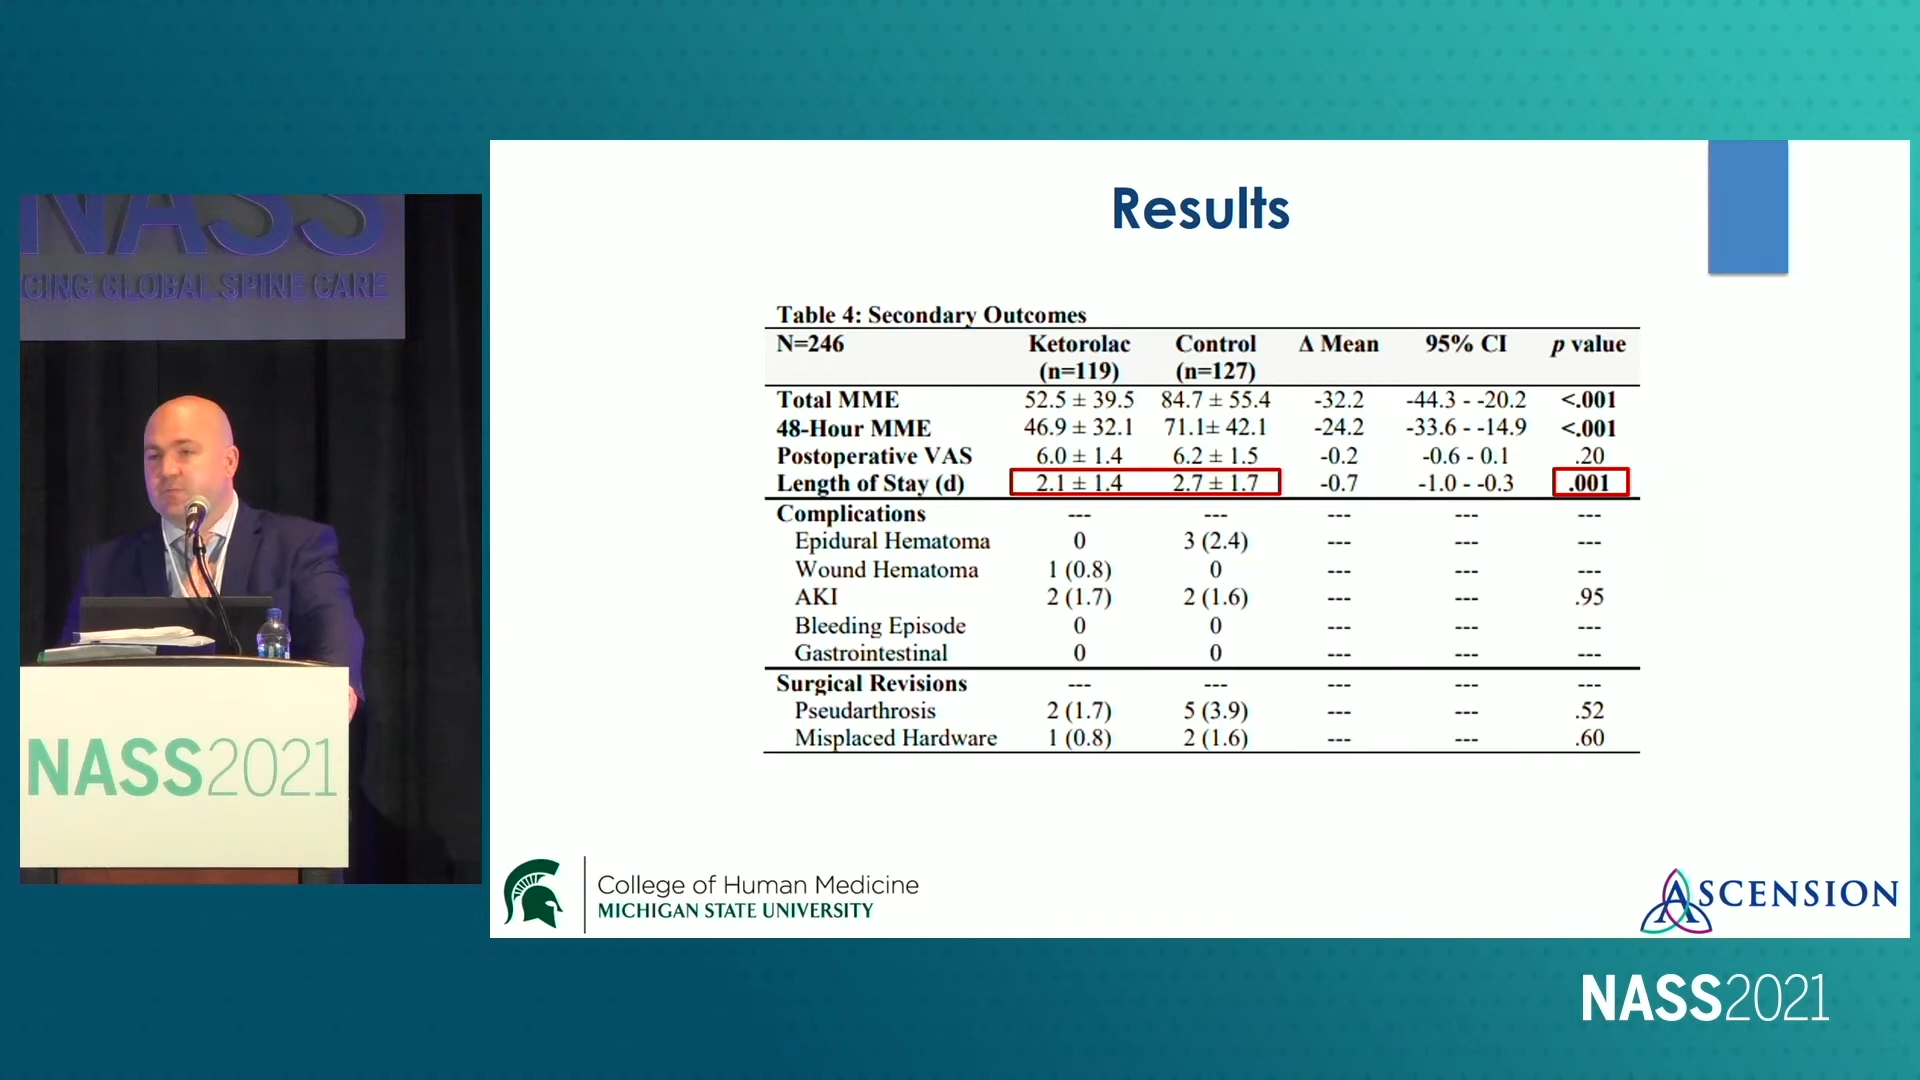 NASS
CING GLOBAL SPINE CARE
NASS2021
Results
Table 4: Secondary Outcomes
N=246 Ketorolac (n=119) Control (n=127) Δ Mean 95% CI p value
Total MME 52.5 ± 39.5 84.7 ± 55.4 -32.2 -44.3 - -20.2 <.001
48-Hour MME 46.9 ± 32.1 71.1± 42.1 -24.2 -33.6 - -14.9 <.001
Postoperative VAS 6.0 ± 1.4 6.2 ± 1.5 -0.2 -0.6 - 0.1 .20
Length of Stay (d) 2.1 ± 1.4 2.7 ± 1.7 -0.7 -1.0 - -0.3 .001
Complications --- --- --- --- ---
Epidural Hematoma 0 3 (2.4) --- --- ---
Wound Hematoma 1 (0.8) 0 --- --- ---
AKI 2 (1.7) 2 (1.6) --- --- .95
Bleeding Episode 0 0 --- --- ---
Gastrointestinal 0 0 --- --- ---
Surgical Revisions --- --- --- --- ---
Pseudarthrosis 2 (1.7) 5 (3.9) --- --- .52
Misplaced Hardware 1 (0.8) 2 (1.6) --- --- .60
College of Human Medicine
MICHIGAN STATE UNIVERSITY
ASCENSION
NASS2021